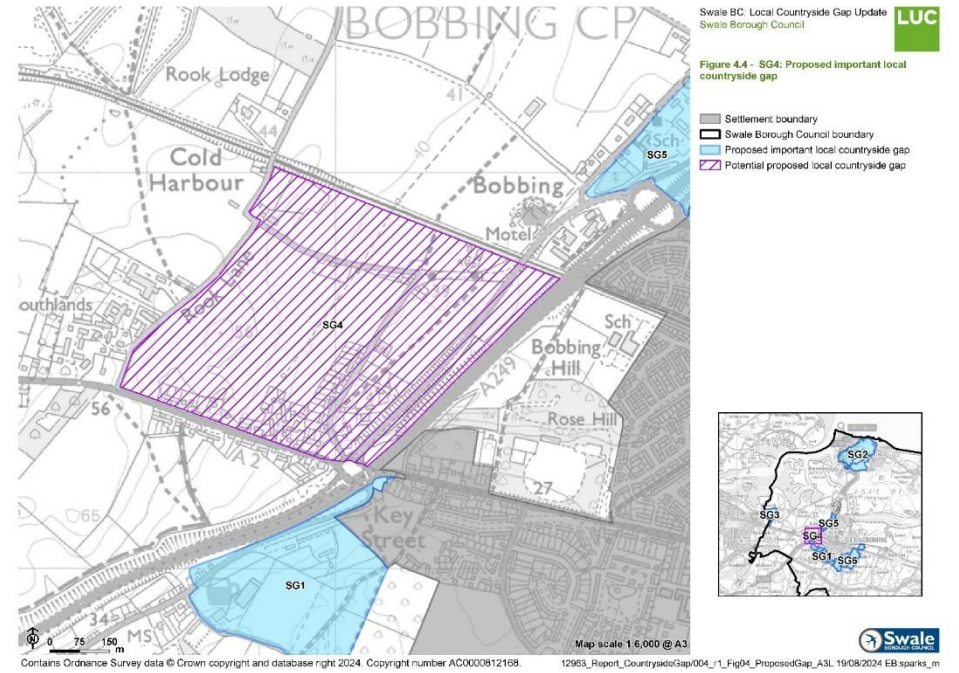 BOBBING CP
Rook Lodge
41
44
40
Cold
Harbour
Sch
SG5
Bobbing
Motel
39
Rook Lane
outhlands
56
SG4
Sch
Bobbing
Hill
A249
Rose Hill
56
A 2
27
65
Key
Street
SG1
34
MS
N
0 75 150
m
Map scale 1:6,000 @ A3
Swale BC: Local Countryside Gap Update
Swale Borough Council
LUC
Figure 4.4 - SG4: Proposed important local
countryside gap
Settlement boundary
Swale Borough Council boundary
Proposed important local countryside gap
Potential proposed local countryside gap
SG2
SG3
SG5
SG4
SG1
SG6
Swale
BOROUGH COUNCIL
Contains Ordnance Survey data © Crown copyright and database right 2024. Copyright number AC0000812168.
12963_Report_CountrysideGap/004_r1_Fig04_ProposedGap_A3L 19/08/2024 EB:sparks_m